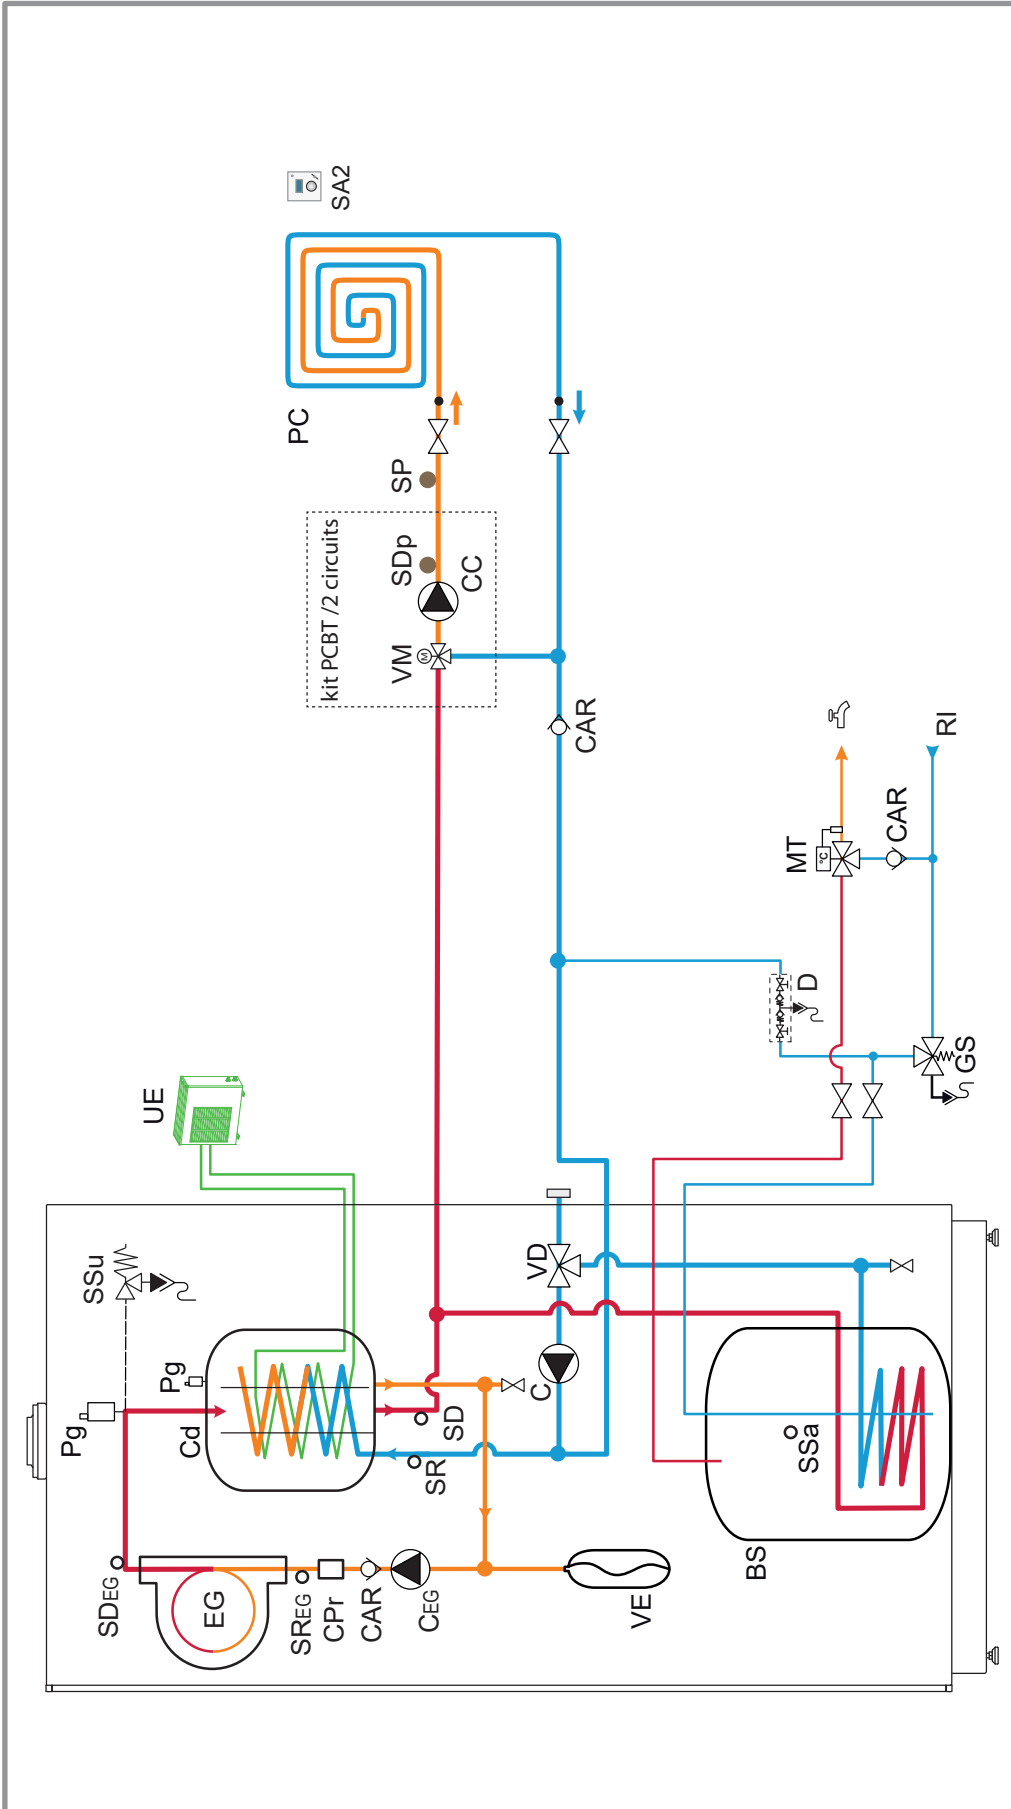 SA2
PC
SP
kit PCBT /2 circuits
SDp
CC
VM
M
CAR
RI
CAR
MT
°C
D
GS
UE
SSu
VD
Pg
Pg
Cd
C
SD
SR
SSa
BS
SDEG
EG
SREG
CPr
CAR
CEG
VE